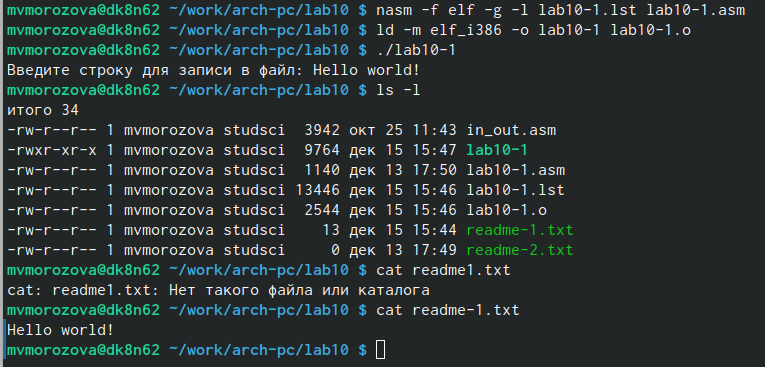 mvmorozova@dk8n62 ~/work/arch-pc/lab10 $ nasm -f elf -g -l lab10-1.lst lab10-1.asm
mvmorozova@dk8n62 ~/work/arch-pc/lab10 $ ld -m elf_i386 -o lab10-1 lab10-1.o
mvmorozova@dk8n62 ~/work/arch-pc/lab10 $ ./lab10-1
Введите строку для записи в файл: Hello world!
mvmorozova@dk8n62 ~/work/arch-pc/lab10 $ ls -l
итого 34
-rw-r--r-- 1 mvmorozova studsci  3942 окт 25 11:43 in_out.asm
-rwxr-xr-x 1 mvmorozova studsci  9764 дек 15 15:47 lab10-1
-rw-r--r-- 1 mvmorozova studsci  1140 дек 13 17:50 lab10-1.asm
-rw-r--r-- 1 mvmorozova studsci 13446 дек 15 15:46 lab10-1.lst
-rw-r--r-- 1 mvmorozova studsci  2544 дек 15 15:46 lab10-1.o
-rw-r--r-- 1 mvmorozova studsci    13 дек 15 15:44 readme-1.txt
-rw-r--r-- 1 mvmorozova studsci     0 дек 13 17:49 readme-2.txt
mvmorozova@dk8n62 ~/work/arch-pc/lab10 $ cat readme1.txt
cat: readme1.txt: Нет такого файла или каталога
mvmorozova@dk8n62 ~/work/arch-pc/lab10 $ cat readme-1.txt
Hello world!
mvmorozova@dk8n62 ~/work/arch-pc/lab10 $